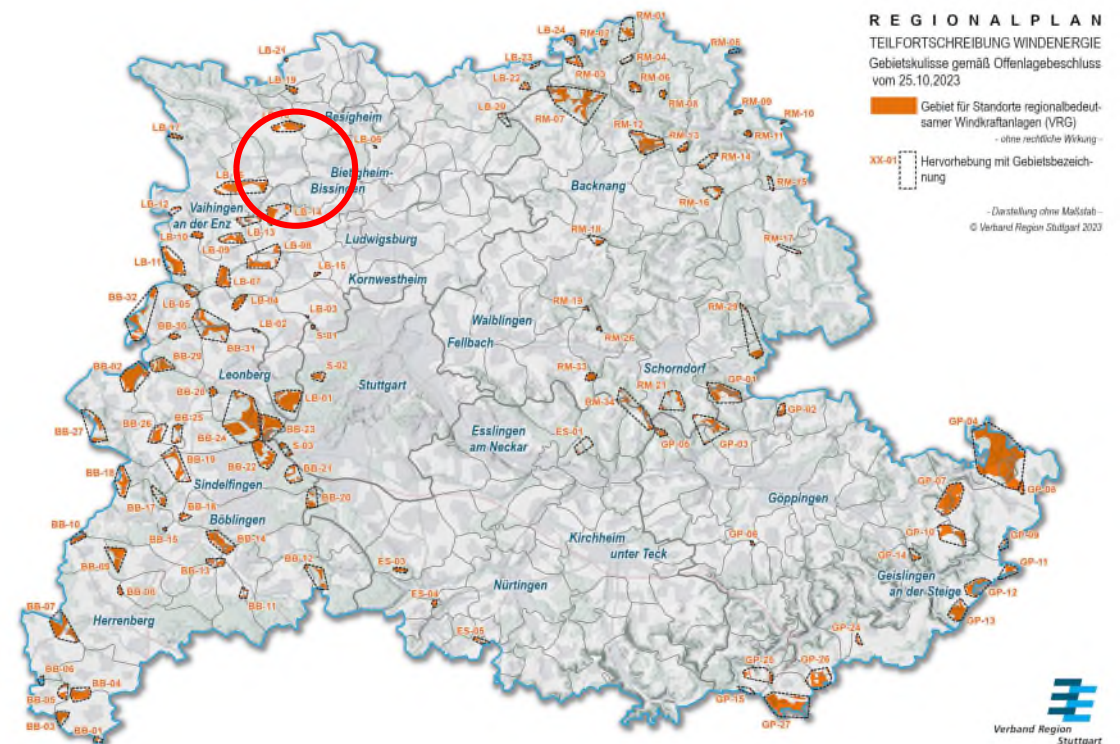 REGIONALPLAN
TEILFORTSCHREIBUNG WINDENERGIE
Gebietskulisse gemäß Offenlagebeschluss
vom 25.10.2023
Gebiet für Standorte regionalbedeut-
samer Windkraftanlagen (VRG)
- ohne rechtliche Wirkung -
XX-01
Hervorhebung mit Gebietsbezeich-
nung
- Darstellung ohne Maßstab -
© Verband Region Stuttgart 2023
RM-01
LB-24
RM-02
RM-05
LB-21
LB-23
RM-04
LB-19
LB-22
RM-03
RM-06
RM-08
LB-20
RM-07
RM-09
RM-10
Besigheim
RM-12
RM-13
RM-11
LB-17
RM-14
Bietigheim-
Bissingen
Backnang
RM-15
RM-16
LB-12
Vaihingen
an der Enz
LB-14
LB-10
LB-13
Ludwigsburg
RM-18
RM-17
LB-09
LB-08
LB-11
LB-15
LB-07
Kornwestheim
BB-32
LB-05
LB-04
LB-03
RM-19
RM-29
BB-30
LB-02
S-01
Waiblingen
Fellbach
RM-26
BB-31
BB-29
BB-02
Leonberg
S-02
Stuttgart
RM-33
Schorndorf
RM-21
GP-01
BB-28
LB-01
RM-34
GP-02
BB-27
BB-26
BB-25
BB-24
BB-23
S-03
Esslingen
am Neckar
ES-01
GP-05
GP-03
GP-04
BB-19
BB-22
BB-21
BB-18
Sindelfingen
BB-20
Göppingen
GP-07
GP-08
BB-17
BB-16
Böblingen
BB-10
BB-15
BB-14
Kirchheim
unter Teck
GP-06
GP-10
GP-09
BB-09
BB-13
BB-12
ES-03
GP-14
GP-11
Nürtingen
Geislingen
an der Steige
BB-08
BB-11
GP-12
BB-07
Herrenberg
ES-04
GP-13
ES-05
GP-24
BB-06
GP-25
GP-26
BB-05
BB-04
GP-15
BB-03
BB-01
GP-27
Verband Region
Stuttgart